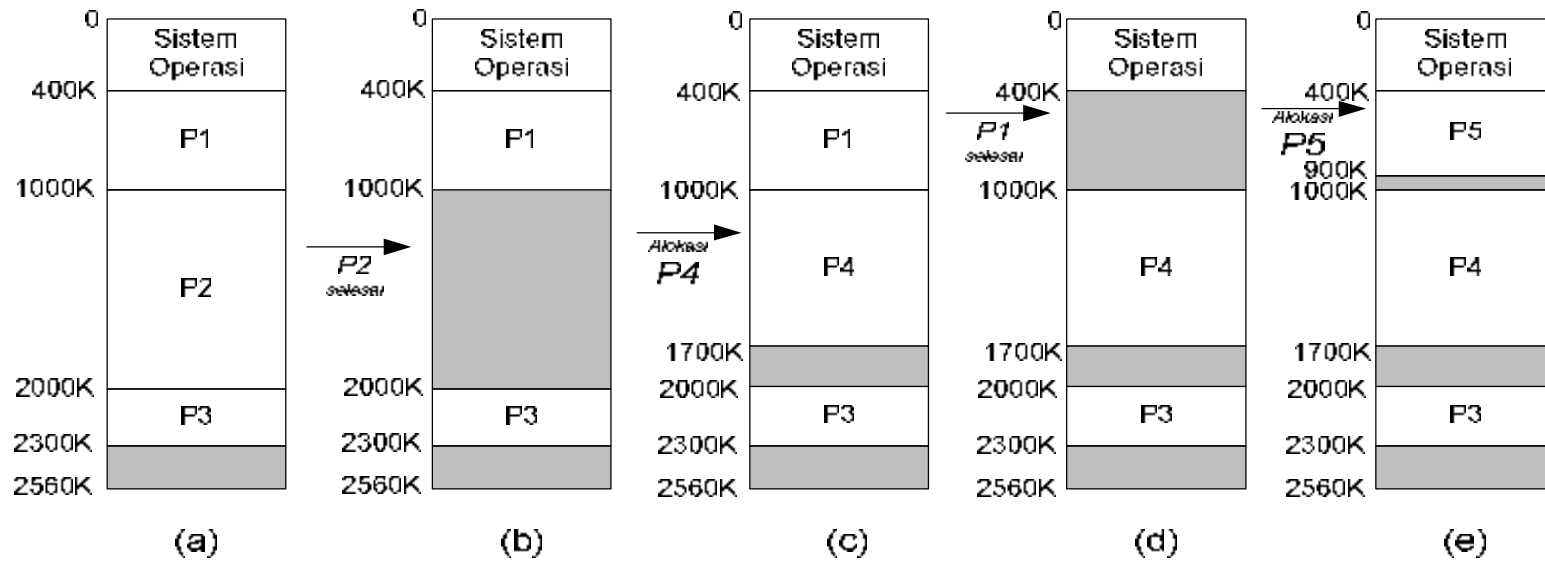 0
Sistem
Operasi
400K
P1
1000K
P2
2000K
P3
2300K
2560K
(a)
P2
selesai
0
Sistem
Operasi
400K
P1
1000K
2000K
P3
2300K
2560K
(b)
Alokasi
P4
0
Sistem
Operasi
400K
P1
1000K
P4
1700K
2000K
P3
2300K
2560K
(c)
P1
selesai
0
Sistem
Operasi
400K
1000K
P4
1700K
2000K
P3
2300K
2560K
(d)
Alokasi
P5
0
Sistem
Operasi
400K
P5
900K
1000K
P4
1700K
2000K
P3
2300K
2560K
(e)